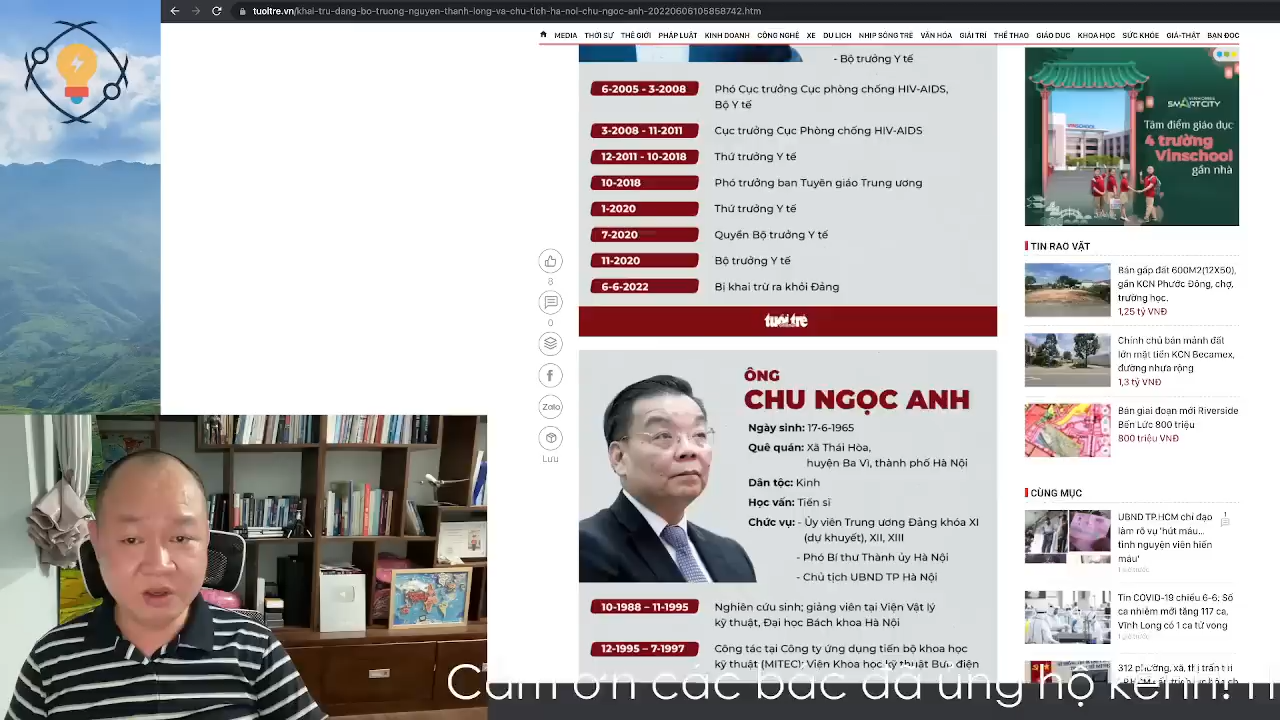 tuoitre.vn/khai-tru-dang-bo-truong-nguyen-thanh-long-va-chu-tich-ha-noi-chu-ngoc-anh-20220606105858742.htm
MEDIA THỜI SỰ THẾ GIỚI PHÁP LUẬT KINH DOANH CÔNG NGHỆ XE DU LỊCH NHỊP SỐNG TRẺ VĂN HÓA GIẢI TRÍ THỂ THAO GIÁO DỤC KHOA HỌC SỨC KHỎE GIẢ-THẬT BẠN ĐỌC
- Bộ trưởng Y tế
6-2005 - 3-2008 Phó Cục trưởng Cục phòng chống HIV-AIDS,
Bộ Y tế
3-2008 - 11-2011 Cục trưởng Cục Phòng chống HIV-AIDS
12-2011 - 10-2018 Thứ trưởng Y tế
10-2018 Phó trưởng ban Tuyên giáo Trung ương
1-2020 Thứ trưởng Y tế
7-2020 Quyền Bộ trưởng Y tế
11-2020 Bộ trưởng Y tế
6-6-2022 Bị khai trừ ra khỏi Đảng
tuổi trẻ
8
0
Zalo
Lưu
ÔNG
CHU NGỌC ANH
Ngày sinh: 17-6-1965
Quê quán: Xã Thái Hòa,
huyện Ba Vì, thành phố Hà Nội
Dân tộc: Kinh
Học vấn: Tiến sĩ
Chức vụ: - Ủy viên Trung ương Đảng khóa XI
(dự khuyết), XII, XIII
- Phó Bí thư Thành ủy Hà Nội
- Chủ tịch UBND TP Hà Nội
10-1988 – 11-1995 Nghiên cứu sinh; giảng viên tại Viện Vật lý
kỹ thuật, Đại học Bách khoa Hà Nội
12-1995 – 7-1997 Công tác tại Công ty ứng dụng tiến bộ khoa học
kỹ thuật (MITEC) Viện Khoa học kỹ thuật Bưu điện
VINHOMES
SMART CITY
Tâm điểm giáo dục
4 trường
Vinschool
gần nhà
TIN RAO VẶT
Bán gấp đất 600M2(12X50),
gần KCN Phước Đông, chợ,
trường học.
1,25 tỷ VNĐ
Chính chủ bán mảnh đất
lớn mặt tiền KCN Becamex,
đường nhựa rộng
1,3 tỷ VNĐ
Bán giai đoạn mới Riverside
Bến Lức 800 triệu
800 triệu VNĐ
CÙNG MỤC
UBND TP.HCM chỉ đạo
làm rõ vụ 'hút máu...
tình nguyện viên hiến
máu'
1
1 giờ trước
Tin COVID-19 chiều 6-6: Số
ca nhiễm mới tăng 117 ca,
Vĩnh Long có 1 ca tử vong
1 giờ trước
312 phường, xã, thị trấn tại
Cảm ơn các bác đã ủng hộ kênh!